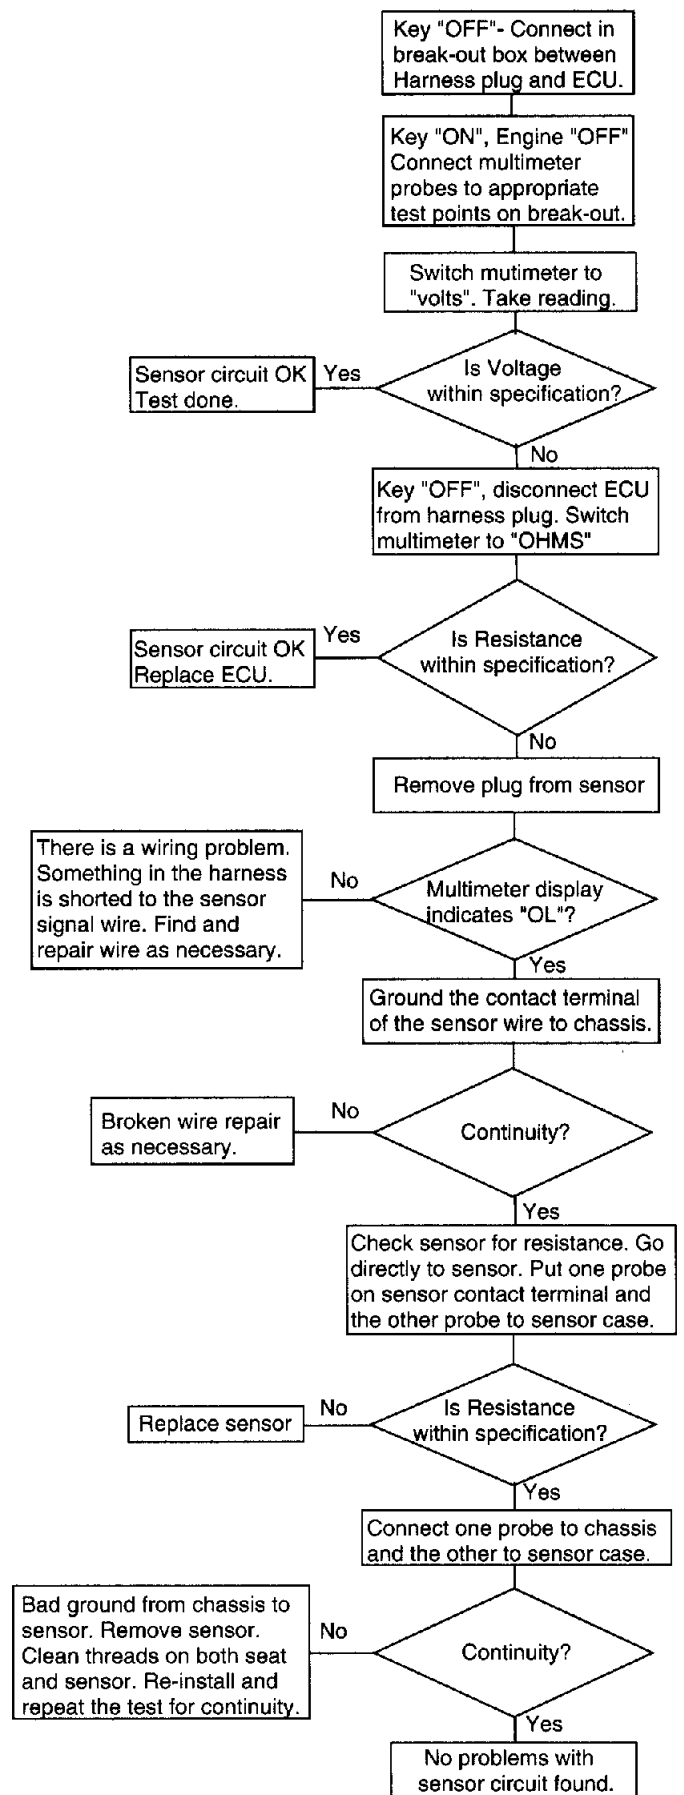 Key "OFF"- Connect in
break-out box between
Harness plug and ECU.
Key "ON", Engine "OFF"
Connect multimeter
probes to appropriate
test points on break-out.
Switch mutimeter to
"volts". Take reading.
Is Voltage
within specification?
Yes
Sensor circuit OK
Test done.
No
Key "OFF", disconnect ECU
from harness plug. Switch
multimeter to "OHMS"
Is Resistance
within specification?
Yes
Sensor circuit OK
Replace ECU.
No
Remove plug from sensor
Multimeter display
indicates "OL"?
No
There is a wiring problem.
Something in the harness
is shorted to the sensor
signal wire. Find and
repair wire as necessary.
Yes
Ground the contact terminal
of the sensor wire to chassis.
Continuity?
No
Broken wire repair
as necessary.
Yes
Check sensor for resistance. Go
directly to sensor. Put one probe
on sensor contact terminal and
the other probe to sensor case.
Is Resistance
within specification?
No
Replace sensor
Yes
Connect one probe to chassis
and the other to sensor case.
Continuity?
No
Bad ground from chassis to
sensor. Remove sensor.
Clean threads on both seat
and sensor. Re-install and
repeat the test for continuity.
Yes
No problems with
sensor circuit found.